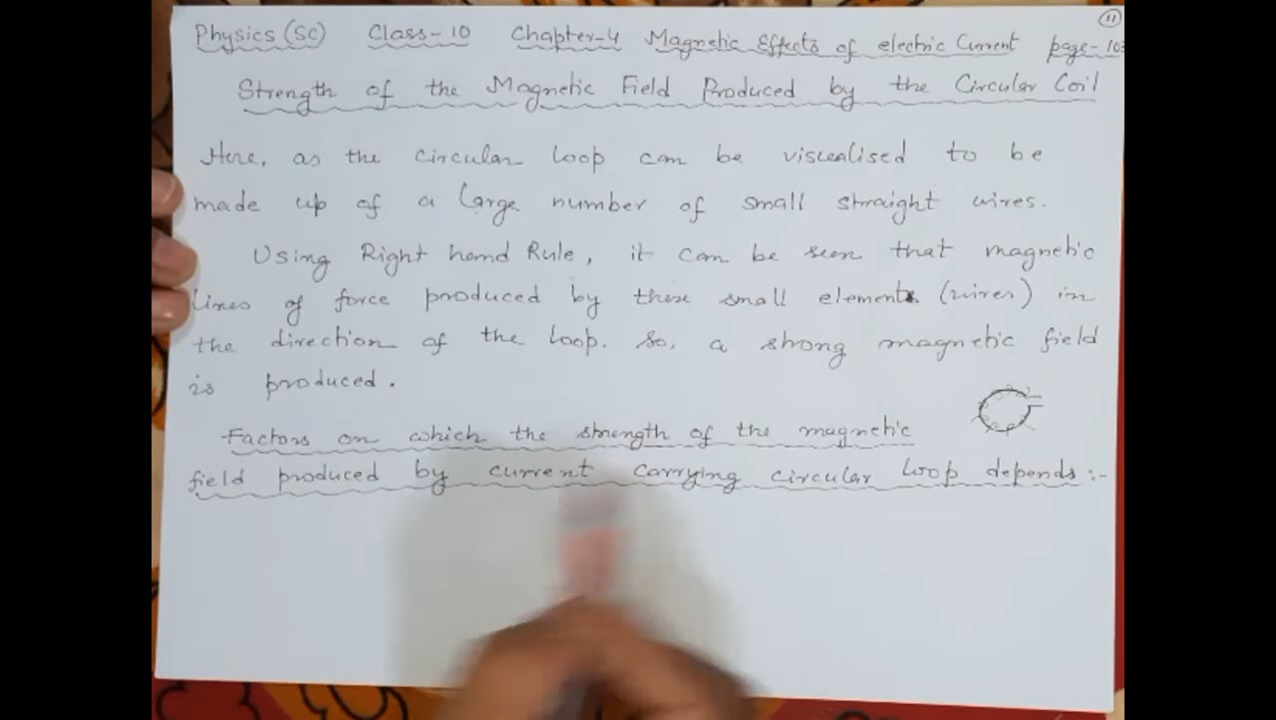 11
Physics (SC) Class-10 Chapter-4 Magnetic Effects of electric Current page-103
Strength of the Magnetic Field Produced by the Circular Coil
Here, as the circular loop can be viscealised to be
made up of a large number of small straight wires.
Using Right hand Rule, it can be seen that magnetic
lines of force produced by these small elements (wires) in
the direction of the loop. So, a strong magnetic field
is produced.
Factors on which the strength of the magnetic
field produced by current carrying circular loop depends:-